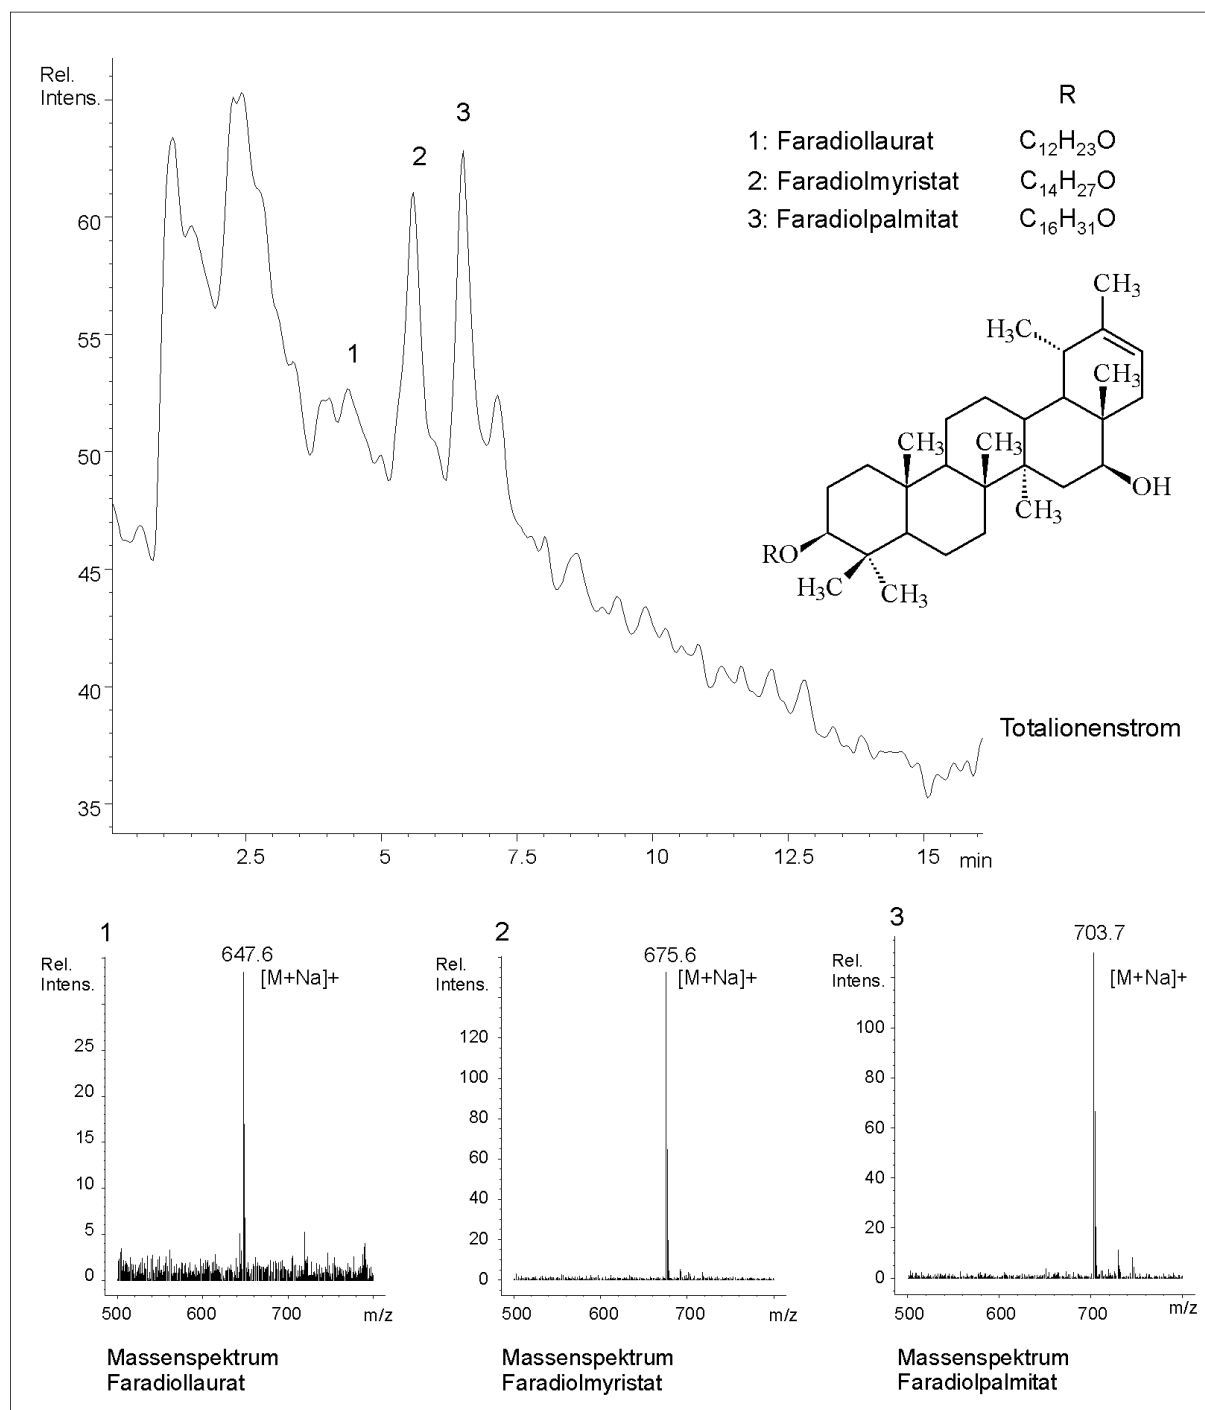 Rel.
Intens.
60
55
50
45
40
35
2.5 5 7.5 10 12.5 15 min
1
2
3
R
1: Faradiollaurat C12H23O
2: Faradiolmyristat C14H27O
3: Faradiolpalmitat C16H31O
CH3
H3C
CH3
CH3 CH3
OH
CH3
RO
H3C CH3
Totalionenstrom
1
647.6
Rel.
Intens.
[M+Na]+
25
20
15
10
5
0
500 600 700 m/z
Massenspektrum
Faradiollaurat
2
675.6
Rel.
Intens.
[M+Na]+
120
100
80
60
40
20
0
500 600 700 m/z
Massenspektrum
Faradiolmyristat
3
703.7
Rel.
Intens.
[M+Na]+
100
80
60
40
20
0
500 600 700 m/z
Massenspektrum
Faradiolpalmitat